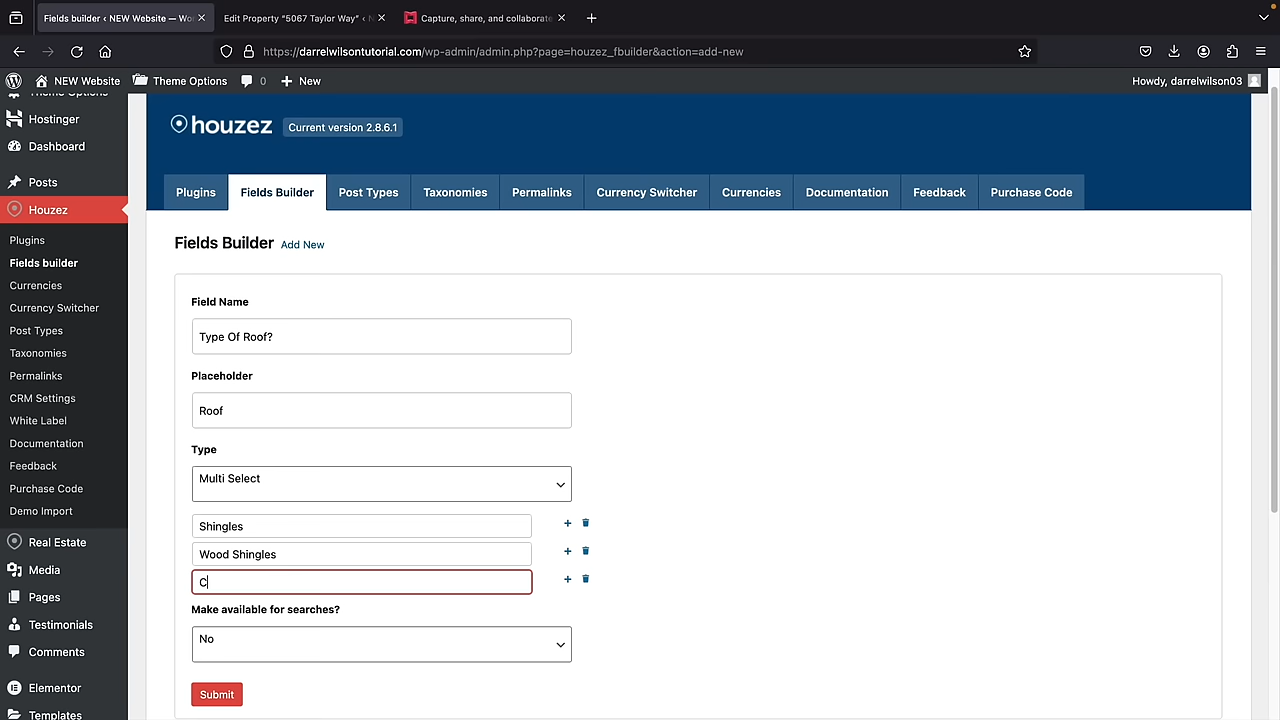 Fields builder ‹ NEW Website — Wo
Edit Property "5067 Taylor Way" ‹ N
Capture, share, and collaborate
https://darrelwilsontutorial.com/wp-admin/admin.php?page=houzez_fbuilder&action=add-new
NEW Website
Theme Options
0
New
Howdy, darrelwilson03
Theme Options
Hostinger
Dashboard
Posts
Houzez
Plugins
Fields builder
Currencies
Currency Switcher
Post Types
Taxonomies
Permalinks
CRM Settings
White Label
Documentation
Feedback
Purchase Code
Demo Import
Real Estate
Media
Pages
Testimonials
Comments
Elementor
Templates
houzez
Current version 2.8.6.1
Plugins
Fields Builder
Post Types
Taxonomies
Permalinks
Currency Switcher
Currencies
Documentation
Feedback
Purchase Code
Fields Builder
Add New
Field Name
Type Of Roof?
Placeholder
Roof
Type
Multi Select
Shingles
Wood Shingles
C
Make available for searches?
No
Submit